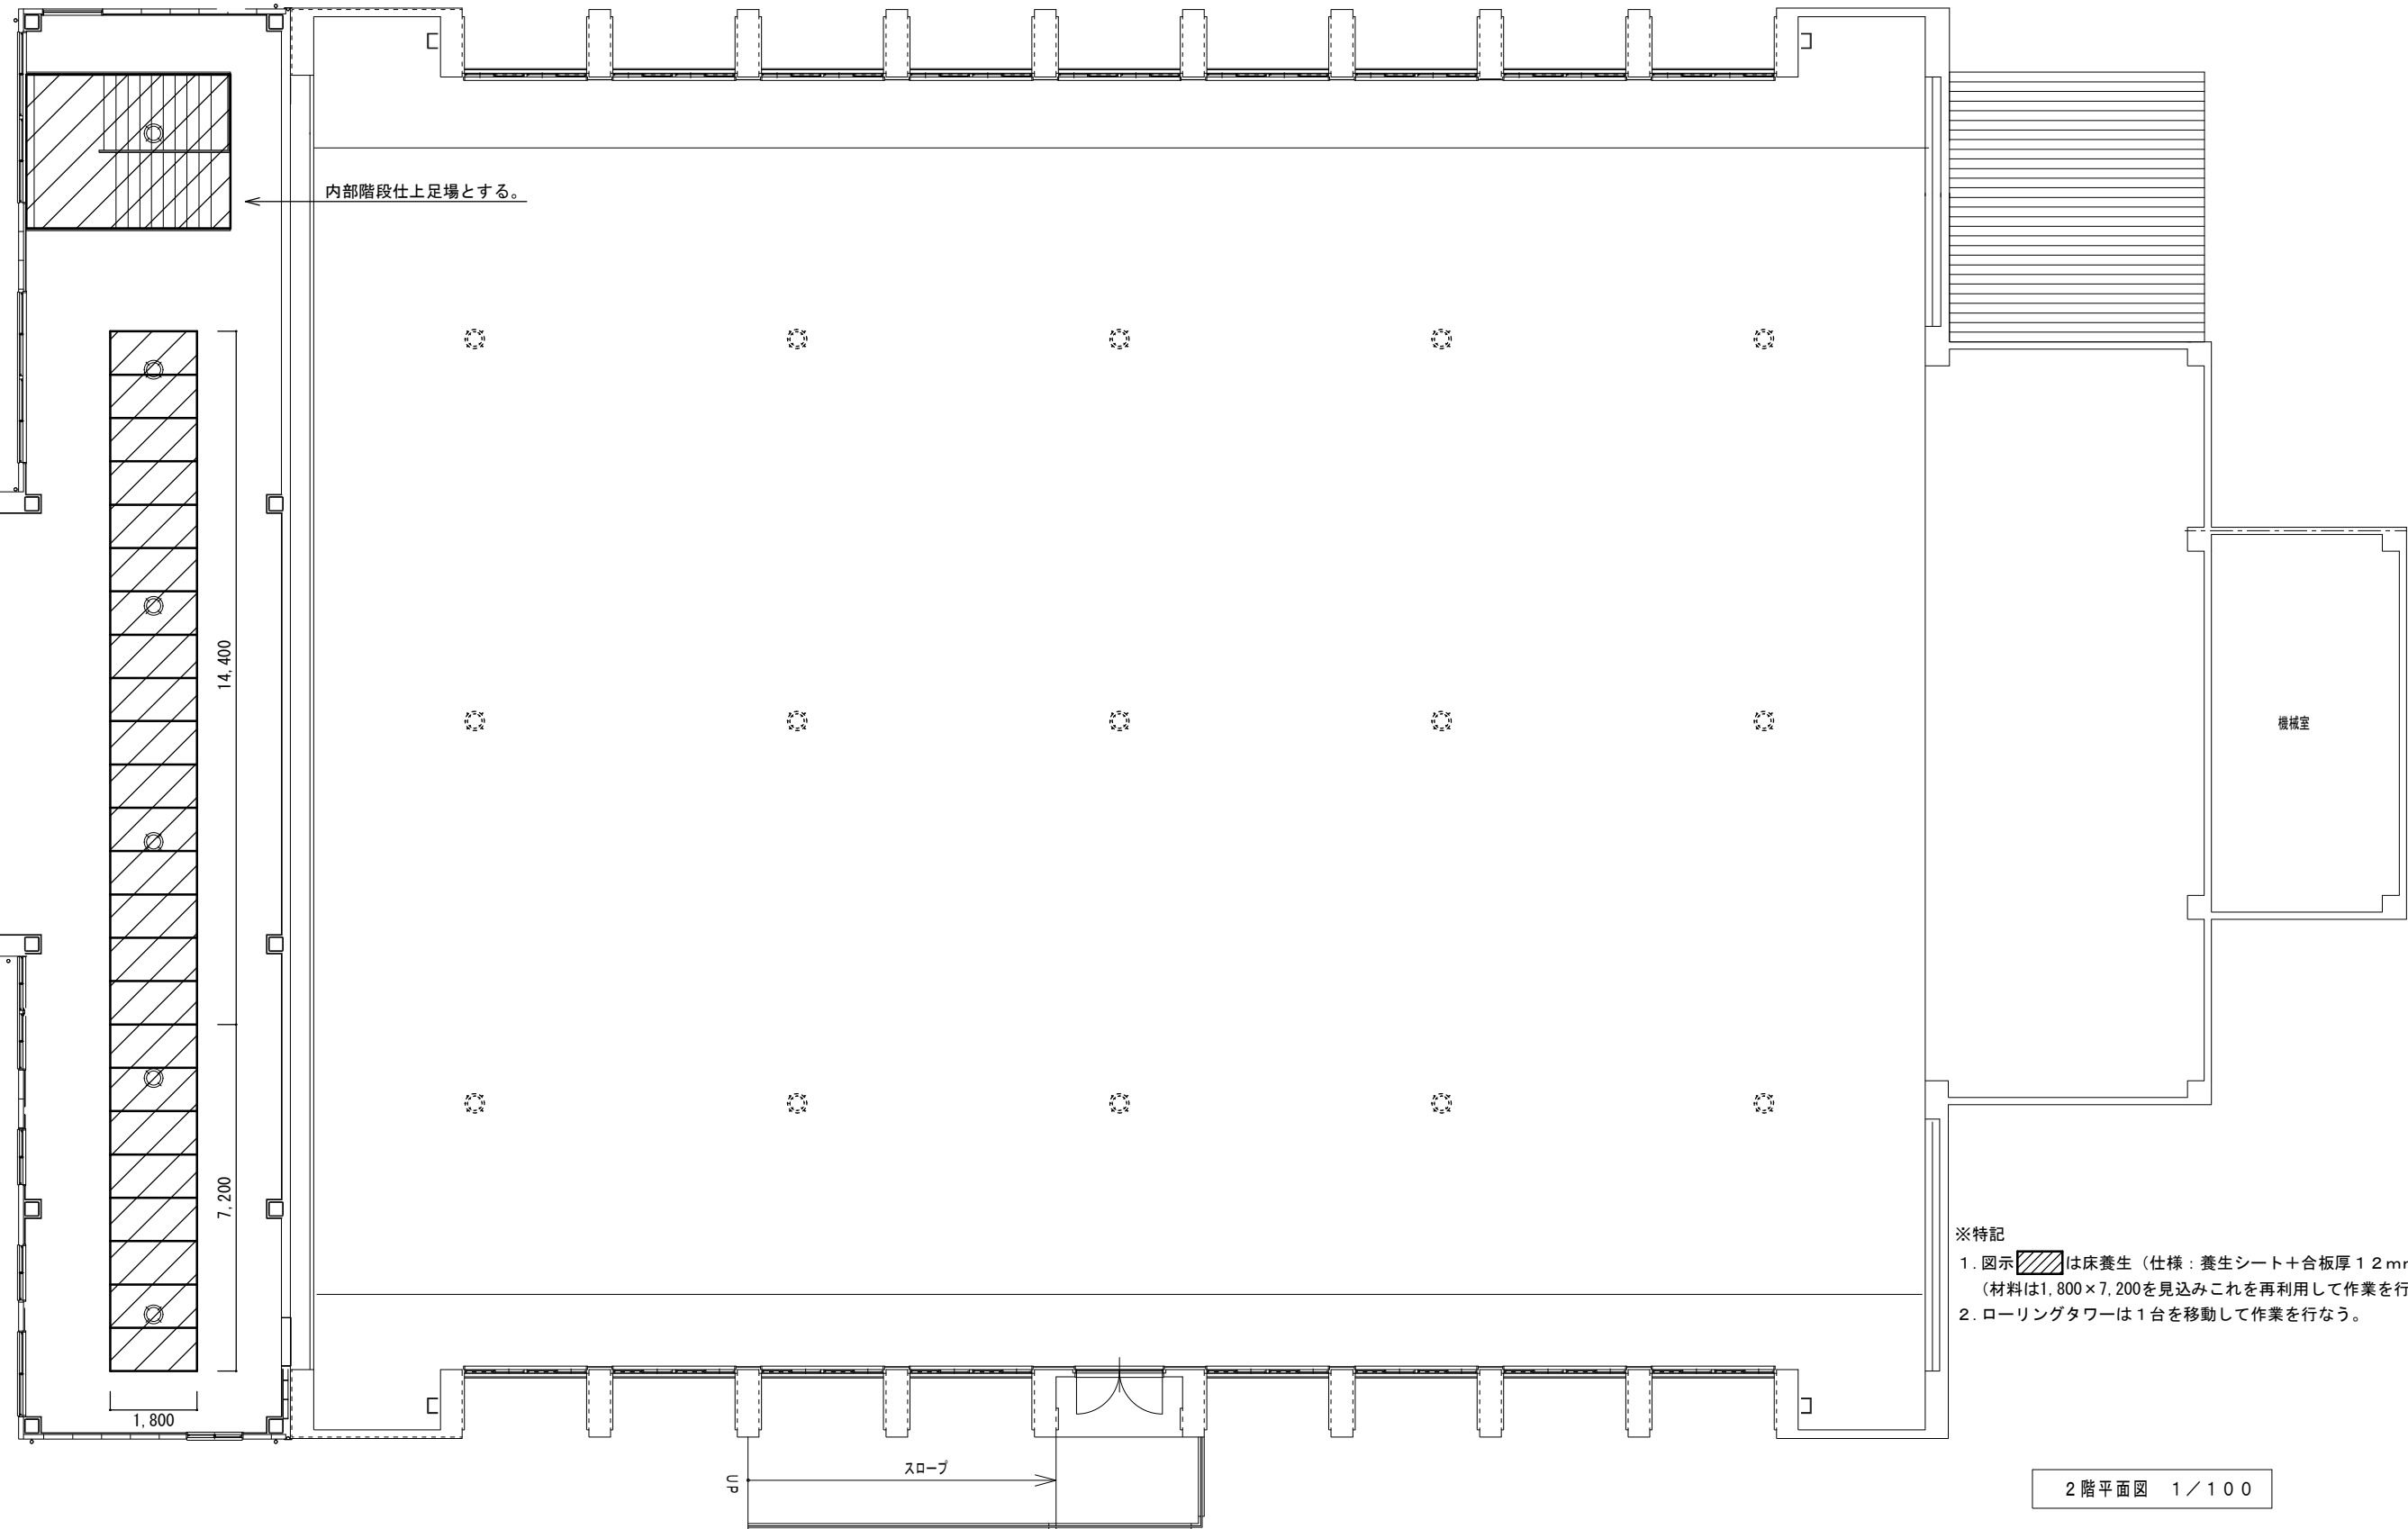 内部階段仕上足場とする。
14,400
機械室
7,200
※特記
1.図示 は床養生（仕様：養生シート＋合板厚１２mm
（材料は1,800×7,200を見込みこれを再利用して作業を行
2.ローリングタワーは１台を移動して作業を行なう。
1,800
スロープ
UP
２階平面図　１／１００